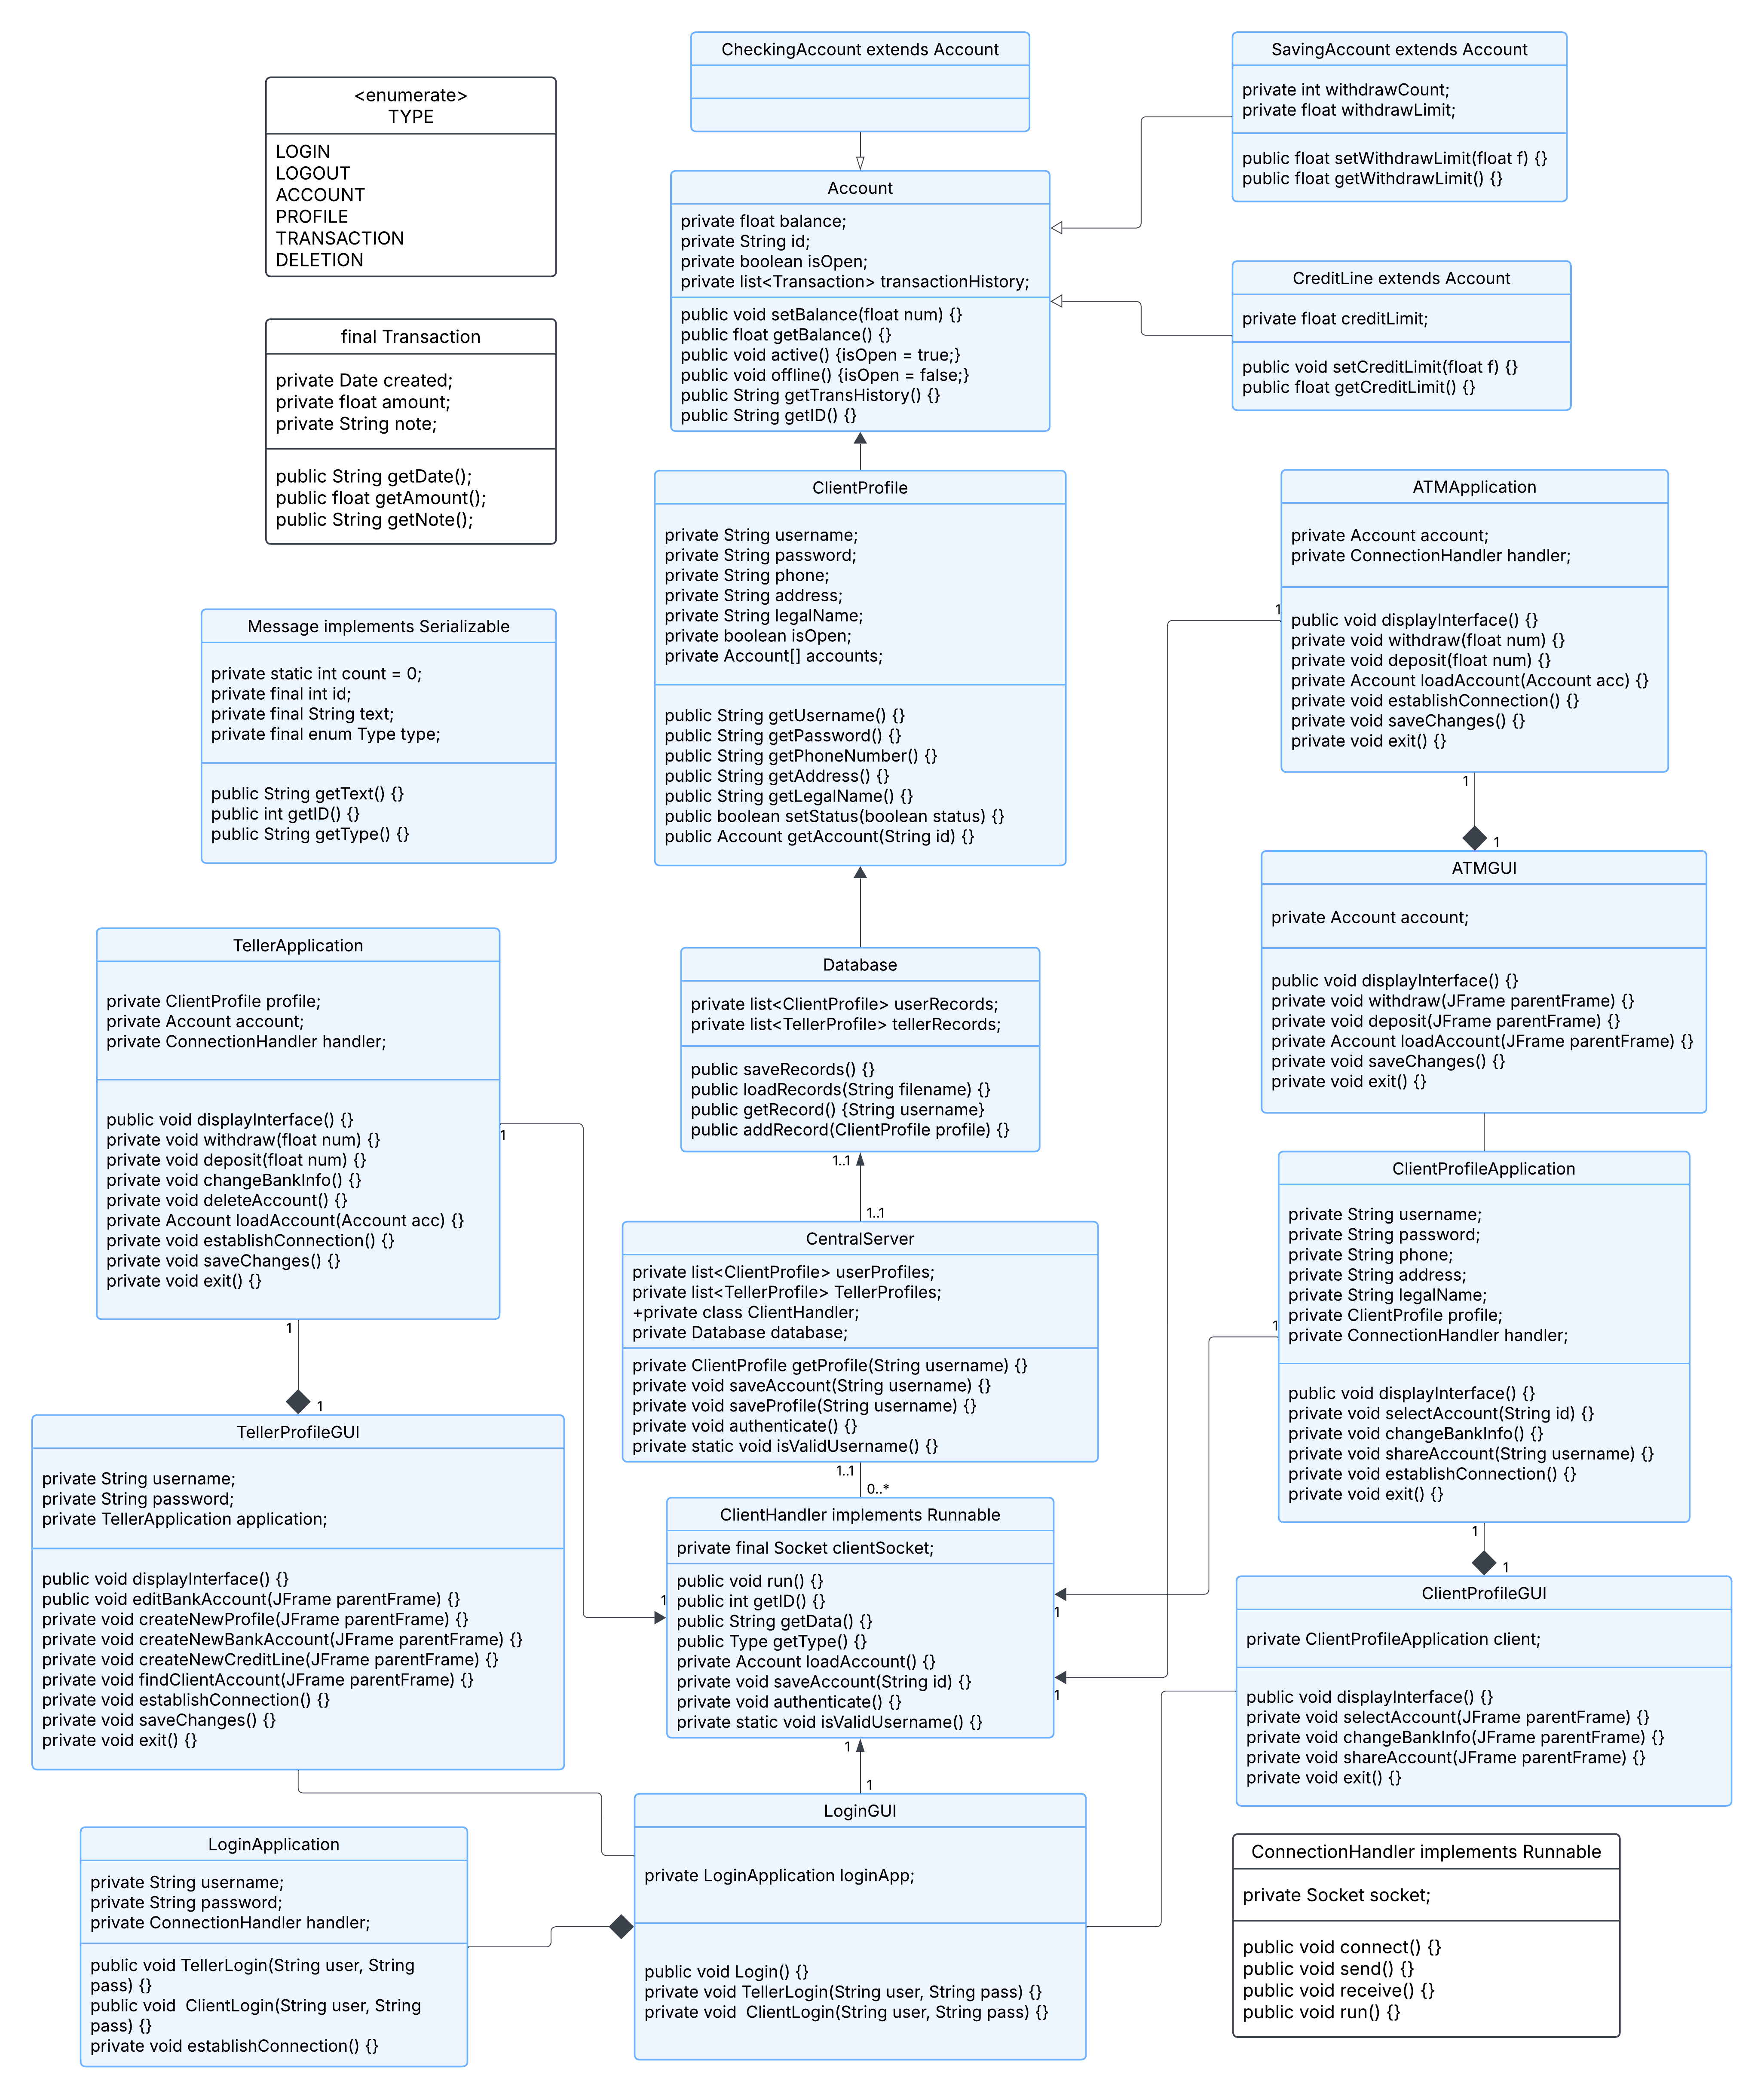 CheckingAccount extends Account
SavingAccount extends Account
private int withdrawCount;
private float withdrawLimit;
public float setWithdrawLimit(float f) {}
public float getWithdrawLimit() {}
<enumerate>
TYPE
LOGIN
LOGOUT
ACCOUNT
PROFILE
TRANSACTION
DELETION
Account
private float balance;
private String id;
private boolean isOpen;
private list<Transaction> transactionHistory;
public void setBalance(float num) {}
public float getBalance() {}
public void active() {isOpen = true;}
public void offline() {isOpen = false;}
public String getTransHistory() {}
public String getID() {}
CreditLine extends Account
private float creditLimit;
public void setCreditLimit(float f) {}
public float getCreditLimit() {}
final Transaction
private Date created;
private float amount;
private String note;
public String getDate();
public float getAmount();
public String getNote();
ClientProfile
private String username;
private String password;
private String phone;
private String address;
private String legalName;
private boolean isOpen;
private Account[] accounts;
public String getUsername() {}
public String getPassword() {}
public String getPhoneNumber() {}
public String getAddress() {}
public String getLegalName() {}
public boolean setStatus(boolean status) {}
public Account getAccount(String id) {}
ATMApplication
private Account account;
private ConnectionHandler handler;
1
public void displayInterface() {}
private void withdraw(float num) {}
private void deposit(float num) {}
private Account loadAccount(Account acc) {}
private void establishConnection() {}
private void saveChanges() {}
private void exit() {}
1
1
Message implements Serializable
private static int count = 0;
private final int id;
private final String text;
private final enum Type type;
public String getText() {}
public int getID() {}
public String getType() {}
ATMGUI
private Account account;
public void displayInterface() {}
private void withdraw(JFrame parentFrame) {}
private void deposit(JFrame parentFrame) {}
private Account loadAccount(JFrame parentFrame) {}
private void saveChanges() {}
private void exit() {}
TellerApplication
private ClientProfile profile;
private Account account;
private ConnectionHandler handler;
public void displayInterface() {}
private void withdraw(float num) {}
private void deposit(float num) {}
private void changeBankInfo() {}
private void deleteAccount() {}
private Account loadAccount(Account acc) {}
private void establishConnection() {}
private void saveChanges() {}
private void exit() {}
1
1
1
Database
private list<ClientProfile> userRecords;
private list<TellerProfile> tellerRecords;
public saveRecords() {}
public loadRecords(String filename) {}
public getRecord() {String username}
public addRecord(ClientProfile profile) {}
1..1
1..1
CentralServer
private list<ClientProfile> userProfiles;
private list<TellerProfile> TellerProfiles;
+private class ClientHandler;
private Database database;
private ClientProfile getProfile(String username) {}
private void saveAccount(String username) {}
private void saveProfile(String username) {}
private void authenticate() {}
private static void isValidUsername() {}
1..1
0..*
ClientProfileApplication
private String username;
private String password;
private String phone;
private String address;
private String legalName;
private ClientProfile profile;
private ConnectionHandler handler;
1
public void displayInterface() {}
private void selectAccount(String id) {}
private void changeBankInfo() {}
private void shareAccount(String username) {}
private void establishConnection() {}
private void exit() {}
1
1
TellerProfileGUI
private String username;
private String password;
private TellerApplication application;
public void displayInterface() {}
public void editBankAccount(JFrame parentFrame) {}
private void createNewProfile(JFrame parentFrame) {}
private void createNewBankAccount(JFrame parentFrame) {}
private void createNewCreditLine(JFrame parentFrame) {}
private void findClientAccount(JFrame parentFrame) {}
private void establishConnection() {}
private void saveChanges() {}
private void exit() {}
ClientHandler implements Runnable
private final Socket clientSocket;
public void run() {}
public int getID() {}
public String getData() {}
public Type getType() {}
private Account loadAccount() {}
private void saveAccount(String id) {}
private void authenticate() {}
private static void isValidUsername() {}
1
1
1
1
1
ClientProfileGUI
private ClientProfileApplication client;
public void displayInterface() {}
private void selectAccount(JFrame parentFrame) {}
private void changeBankInfo(JFrame parentFrame) {}
private void shareAccount(JFrame parentFrame) {}
private void exit() {}
LoginGUI
private LoginApplication loginApp;
public void Login() {}
private void TellerLogin(String user, String pass) {}
private void ClientLogin(String user, String pass) {}
LoginApplication
private String username;
private String password;
private ConnectionHandler handler;
public void TellerLogin(String user, String
pass) {}
public void ClientLogin(String user, String
pass) {}
private void establishConnection() {}
ConnectionHandler implements Runnable
private Socket socket;
public void connect() {}
public void send() {}
public void receive() {}
public void run() {}